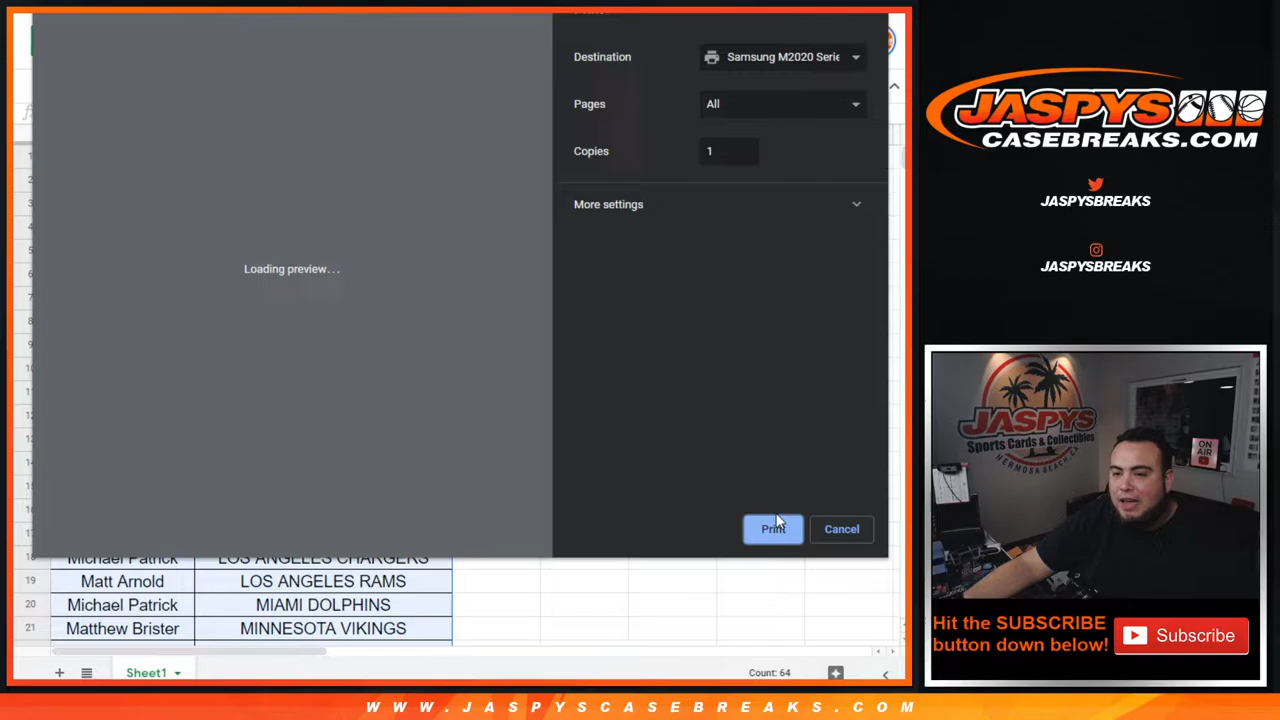 Destination
Samsung M2020 Serie
Pages
All
Copies
1
More settings
Loading preview...
Print
Cancel
18 Michael Patrick LOS ANGELES CHARGERS
19 Matt Arnold LOS ANGELES RAMS
20 Michael Patrick MIAMI DOLPHINS
21 Matthew Brister MINNESOTA VIKINGS
Sheet1
Count: 64
JASPYS
CASEBREAKS.COM
JASPYSBREAKS
JASPYSBREAKS
JASPYS
Sports Cards & Collectibles
HERMOSA BEACH, CA
ON
AIR
Hit the SUBSCRIBE
button down below!
Subscribe
WWW.JASPYSCASEBREAKS.COM